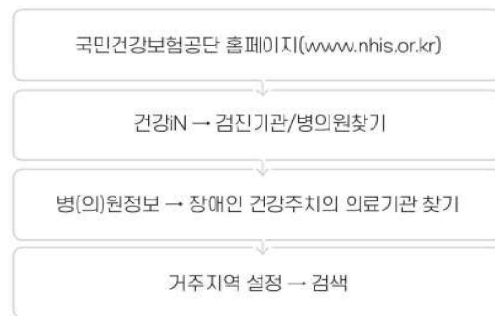 국민건강보험공단 홈페이지(www.nhis.or.kr)
건강iN → 검진기관/병의원찾기
병(의)원정보 → 장애인 건강주치의 의료기관 찾기
거주지역 설정 → 검색